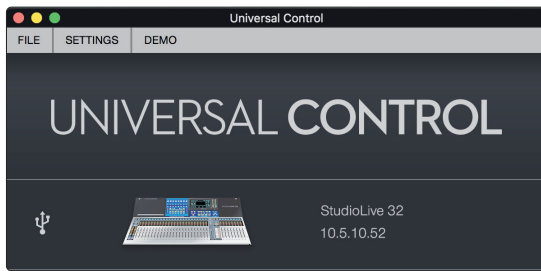 Universal Control
FILE SETTINGS DEMO
UNIVERSAL CONTROL
StudioLive 32
10.5.10.52